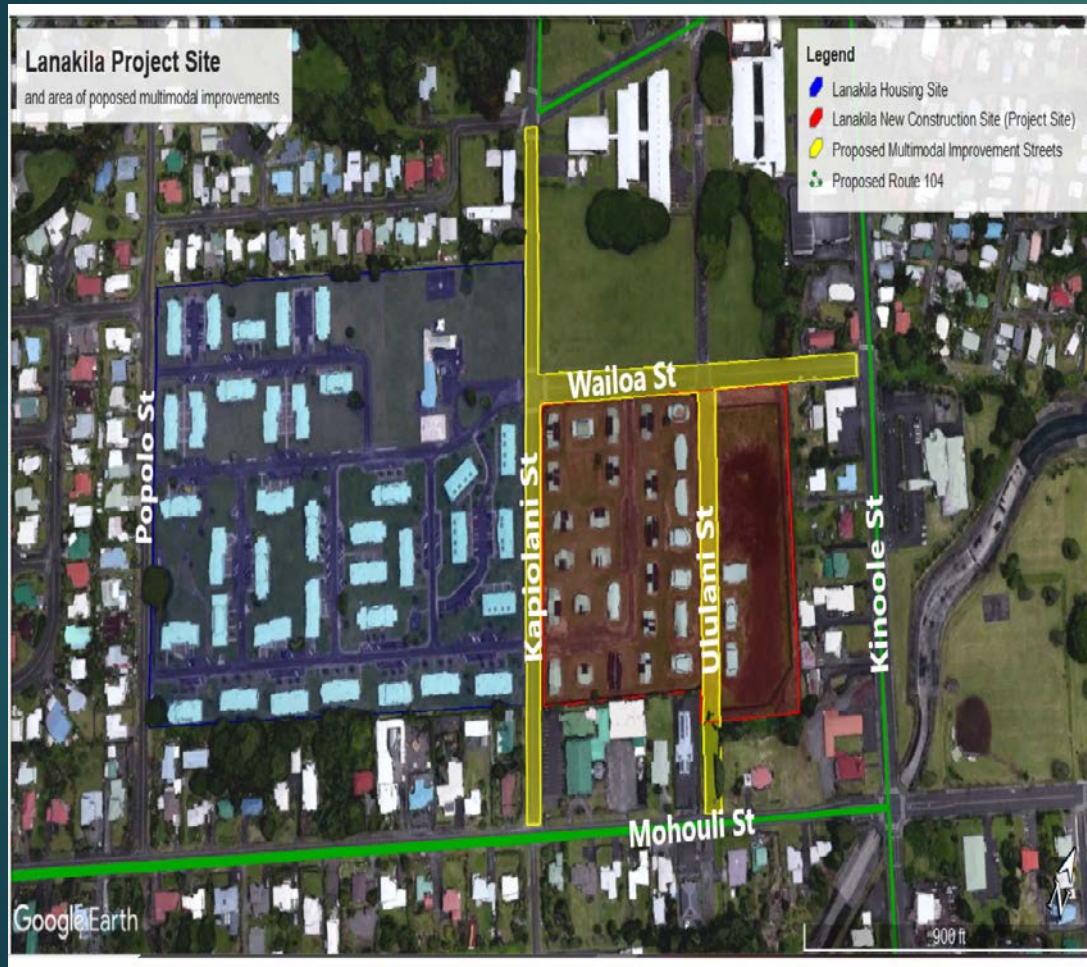 Lanakila Project Site
and area of poposed multimodal improvements
Legend
Lanakila Housing Site
Lanakila New Construction Site (Project Site)
Proposed Multimodal Improvement Streets
Proposed Route 104
Wailoa St
Popolo St
Kapiolani St
Ululani St
Kinoole St
Mohouli St
Google Earth
N
900 ft